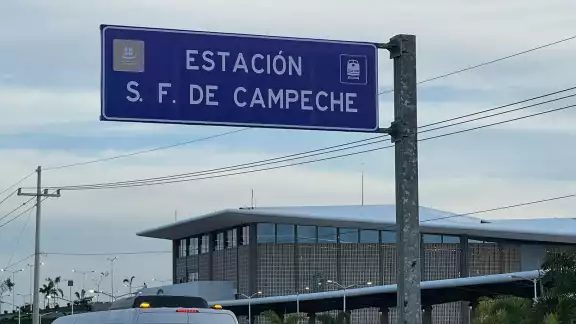 ESTACIÓN
S. F. DE CAMPECHE